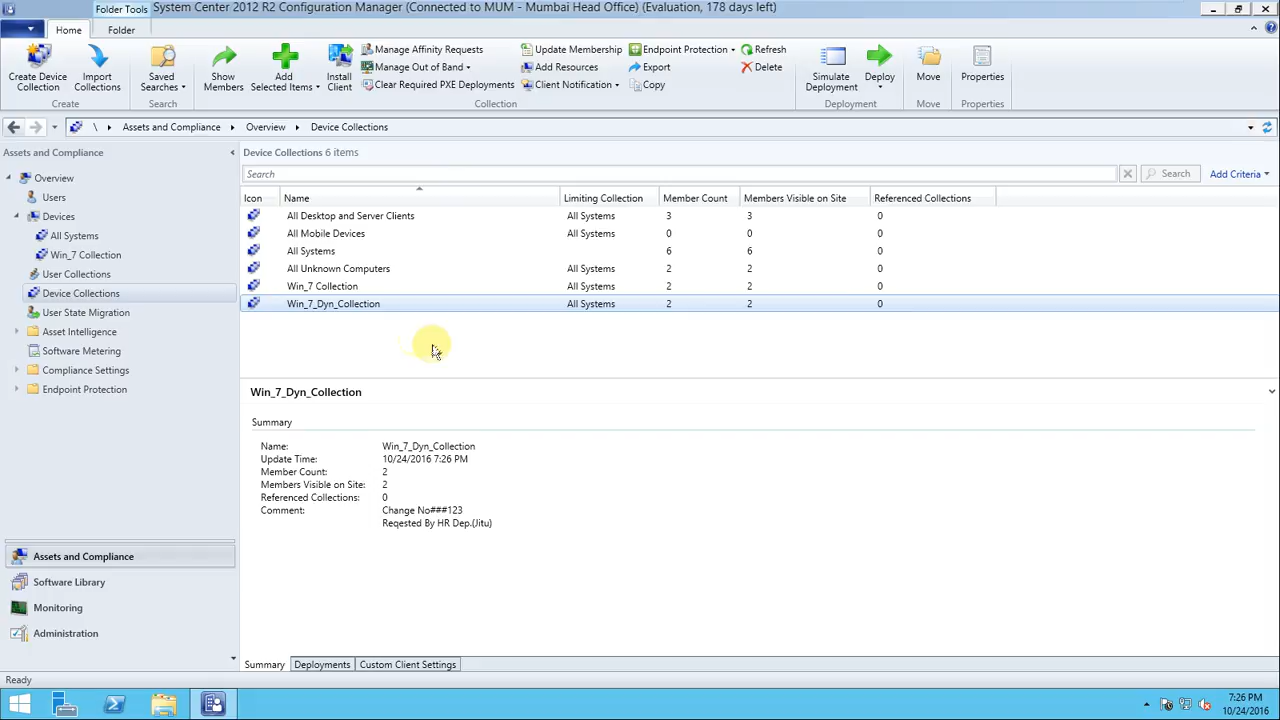 Folder Tools
System Center 2012 R2 Configuration Manager (Connected to MUM - Mumbai Head Office) (Evaluation, 178 days left)
Home
Folder
Create Device Collection
Import Collections
Saved Searches
Show Members
Add Selected Items
Install Client
Manage Affinity Requests
Manage Out of Band
Clear Required PXE Deployments
Update Membership
Add Resources
Client Notification
Endpoint Protection
Export
Copy
Refresh
Delete
Simulate Deployment
Deploy
Move
Properties
Create
Search
Collection
Deployment
Move
Properties
\ Assets and Compliance Overview Device Collections
Assets and Compliance
Overview
Users
Devices
All Systems
Win_7 Collection
User Collections
Device Collections
User State Migration
Asset Intelligence
Software Metering
Compliance Settings
Endpoint Protection
Assets and Compliance
Software Library
Monitoring
Administration
Device Collections 6 items
Search
Search
Add Criteria
Icon Name Limiting Collection Member Count Members Visible on Site Referenced Collections
All Desktop and Server Clients All Systems 3 3 0
All Mobile Devices All Systems 0 0 0
All Systems 6 6 0
All Unknown Computers All Systems 2 2 0
Win_7 Collection All Systems 2 2 0
Win_7_Dyn_Collection All Systems 2 2 0
Win_7_Dyn_Collection
Summary
Name: Win_7_Dyn_Collection
Update Time: 10/24/2016 7:26 PM
Member Count: 2
Members Visible on Site: 2
Referenced Collections: 0
Comment: Change No###123
Reqested By HR Dep.(Jitu)
Summary Deployments Custom Client Settings
Ready
7:26 PM
10/24/2016